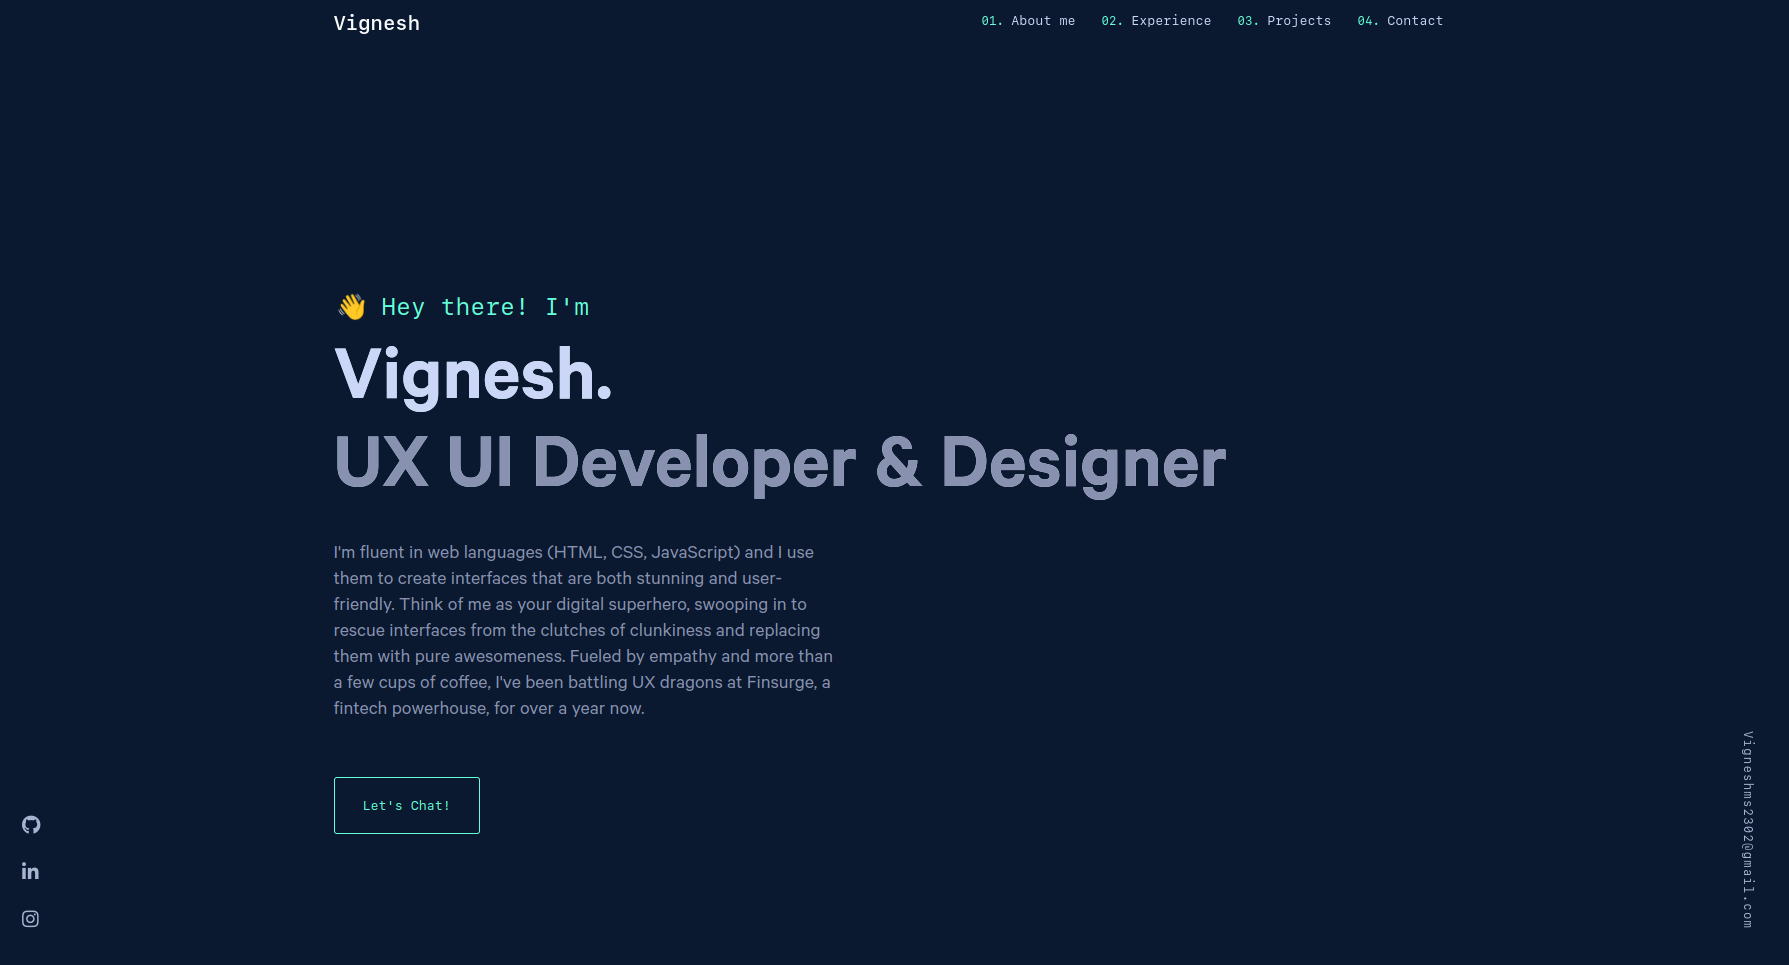 Vignesh
01. About me 02. Experience 03. Projects 04. Contact
👋 Hey there! I'm
Vignesh.
UX UI Developer & Designer
I'm fluent in web languages (HTML, CSS, JavaScript) and I use
them to create interfaces that are both stunning and user-
friendly. Think of me as your digital superhero, swooping in to
rescue interfaces from the clutches of clunkiness and replacing
them with pure awesomeness. Fueled by empathy and more than
a few cups of coffee, I've been battling UX dragons at Finsurge, a
fintech powerhouse, for over a year now.
Let's Chat!
Vigneshms2302@gmail.com